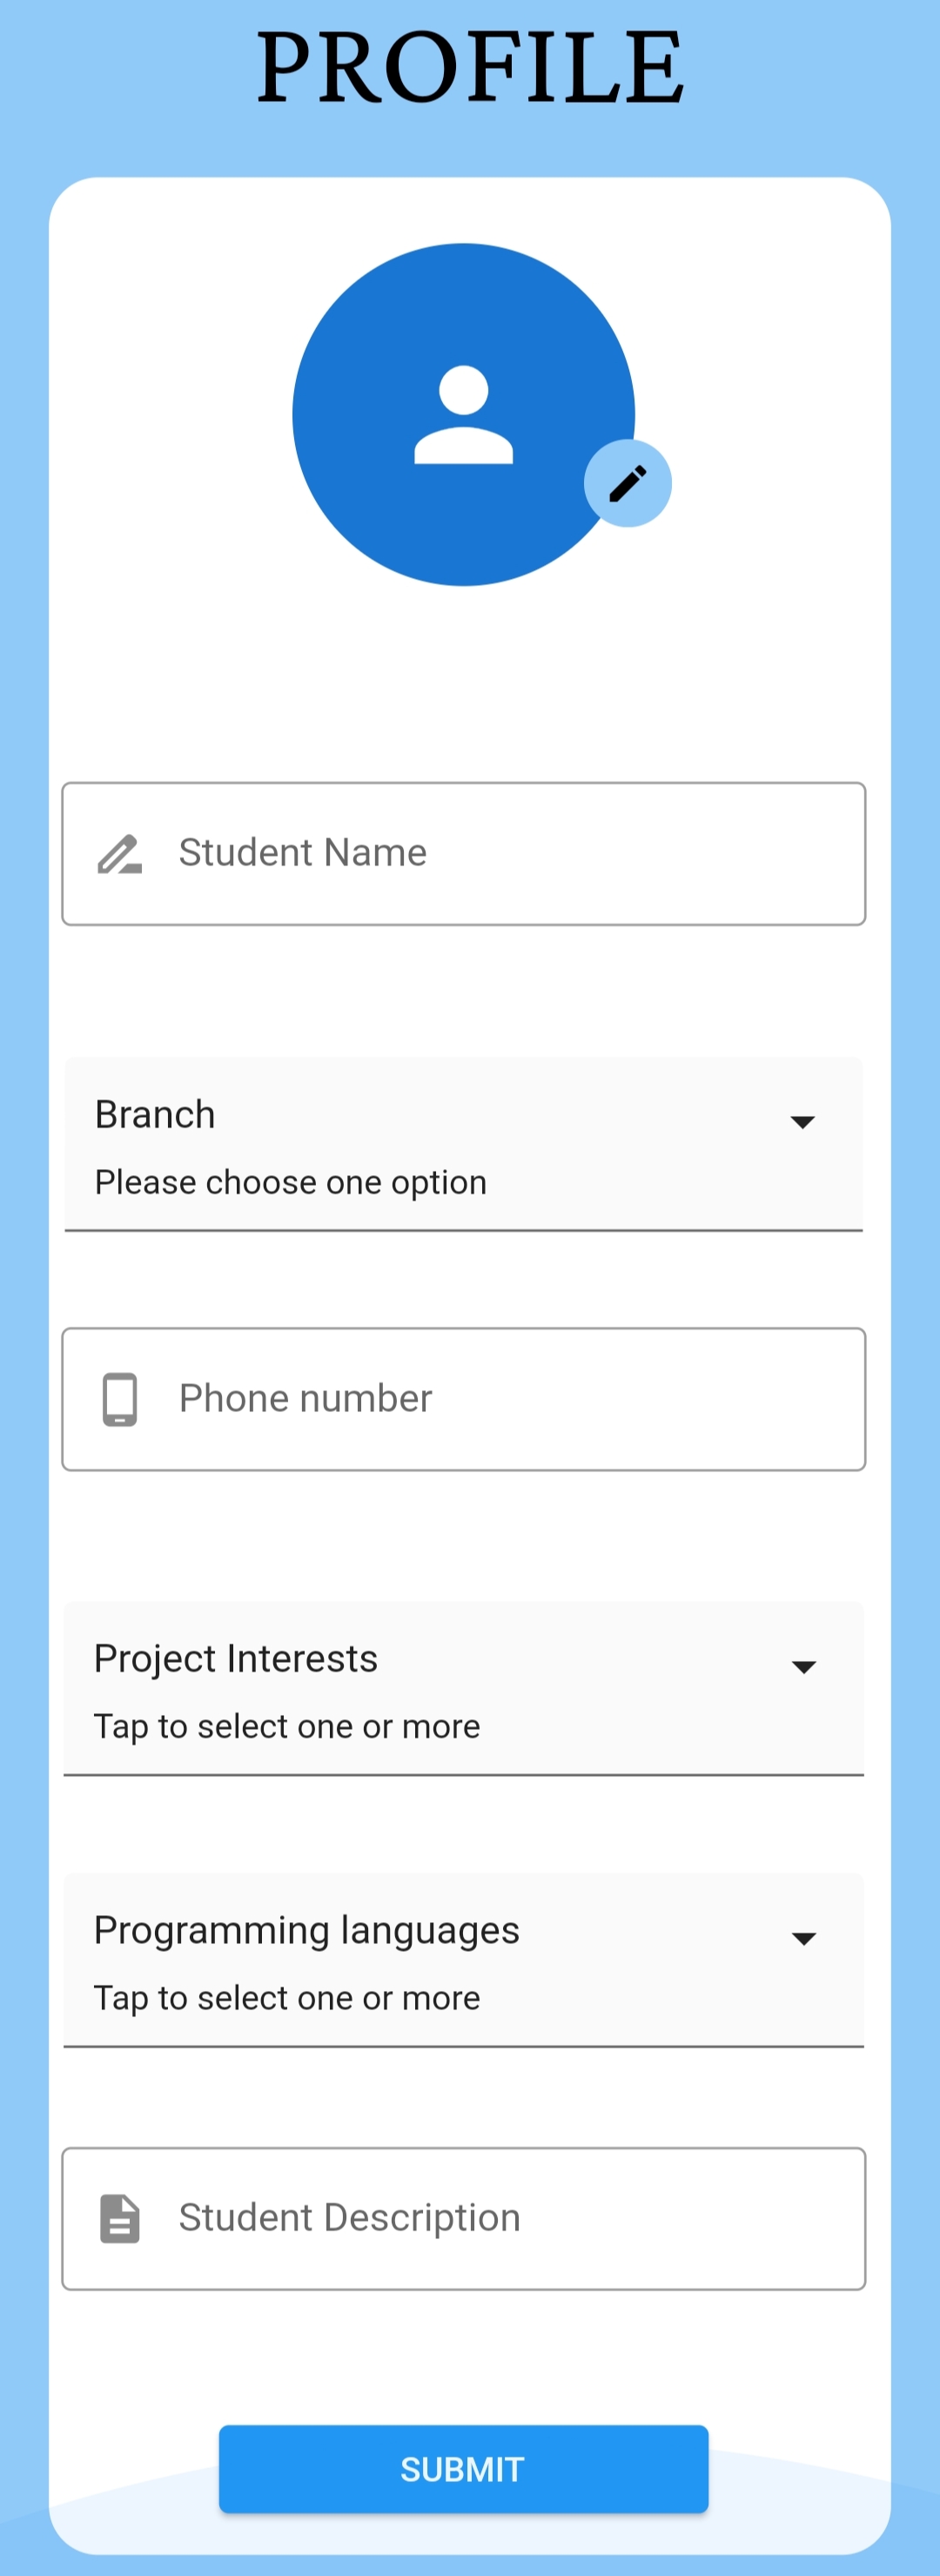 PROFILE
Student Name
Branch
Please choose one option
Phone number
Project Interests
Tap to select one or more
Programming languages
Tap to select one or more
Student Description
SUBMIT